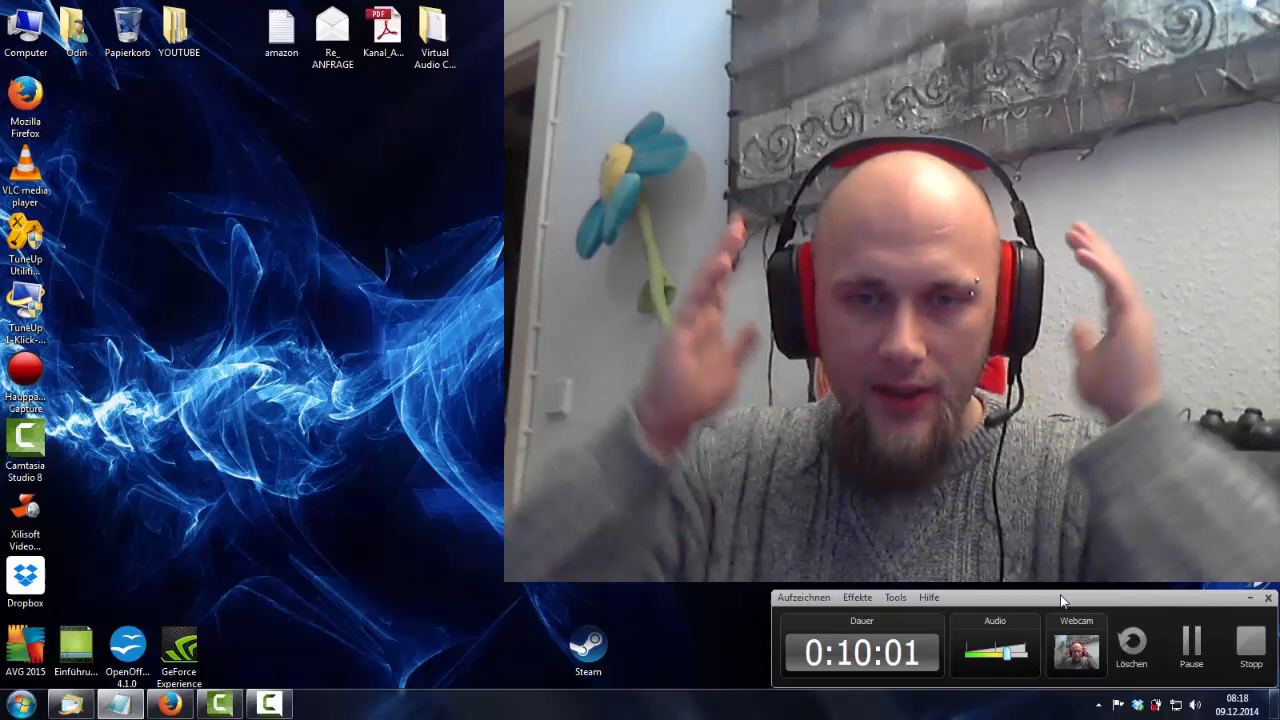 Computer
Odin
Papierkorb
YOUTUBE
amazon
Re
ANFRAGE
PDF
Kanal_A...
Virtual
Audio C...
Mozilla
Firefox
VLC media
player
TuneUp
Utiliti...
TuneUp
1-Klick-...
Hauppa...
Capture
Camtasia
Studio 8
Xilisoft
Video...
Dropbox
AVG 2015
Einführu...
OpenOff...
4.1.0
GeForce
Experience
Steam
Aufzeichnen Effekte Tools Hilfe
Dauer
0:10:01
Audio
Webcam
Löschen
Pause
Stopp
08:18
09.12.2014